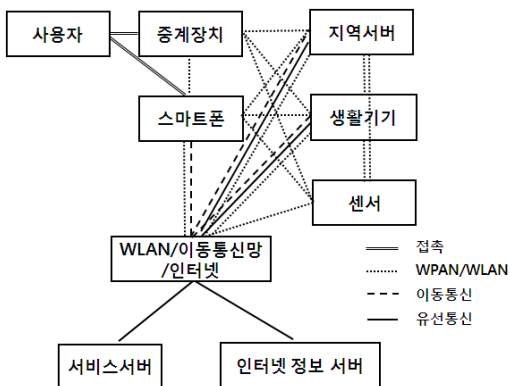 사용자
중계장치
지역서버
스마트폰
생활기기
센서
WLAN/이동통신망
/인터넷
접촉
WPAN/WLAN
이동통신
유선통신
서비스서버
인터넷 정보 서버